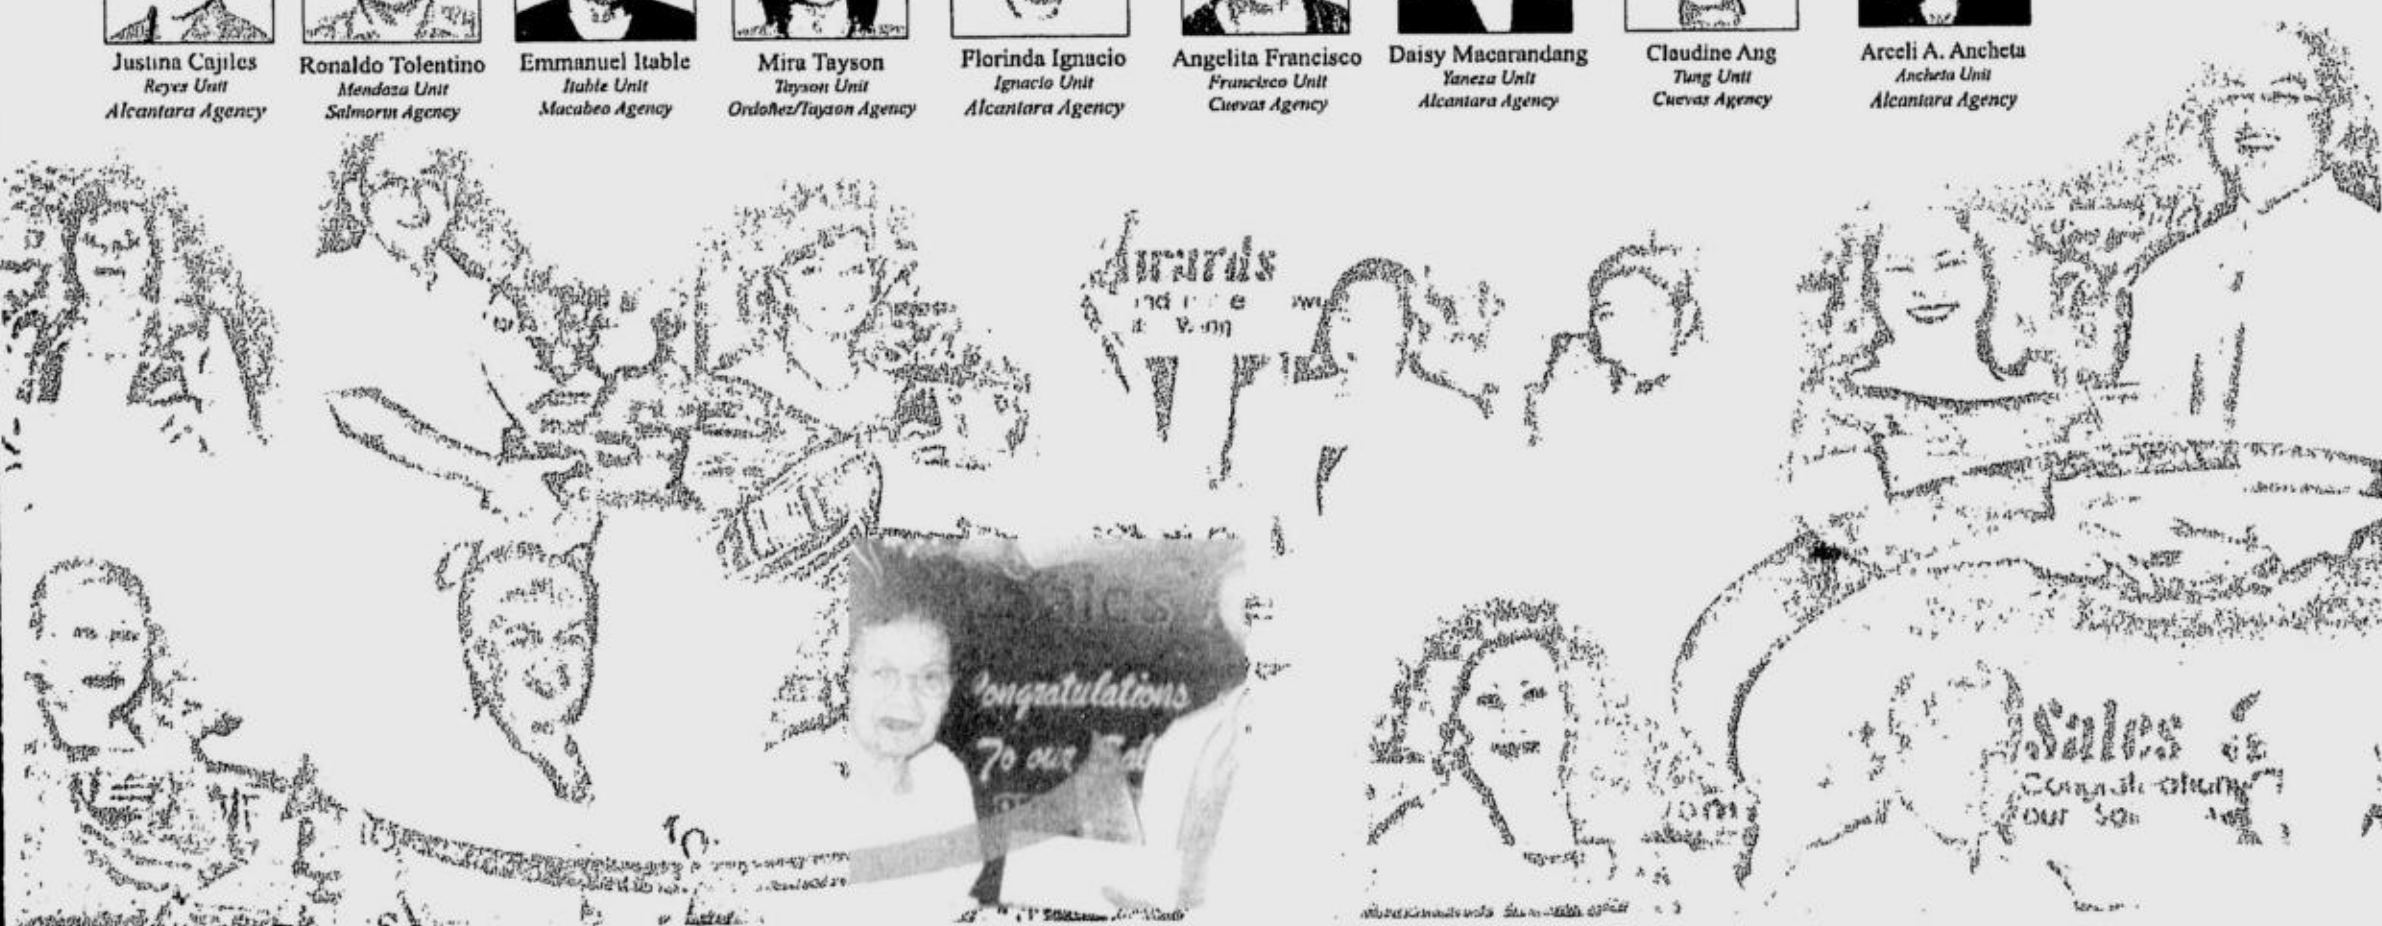 Justina Cajiles
Reyes Unit
Alcantara Agency
Ronaldo Tolentino
Mendoza Unit
Salmorin Agency
Emmanuel Itable
Itable Unit
Macabeo Agency
Mira Tayson
Tayson Unit
Ordoñez/Tayson Agency
Florinda Ignacio
Ignacio Unit
Alcantara Agency
Angelita Francisco
Francisco Unit
Cuevas Agency
Daisy Macarandang
Yaneza Unit
Alcantara Agency
Claudine Ang
Tung Unit
Cuevas Agency
Arceli A. Ancheta
Ancheta Unit
Alcantara Agency
Awards
Sales
Congratulations
To our
Sales &
our